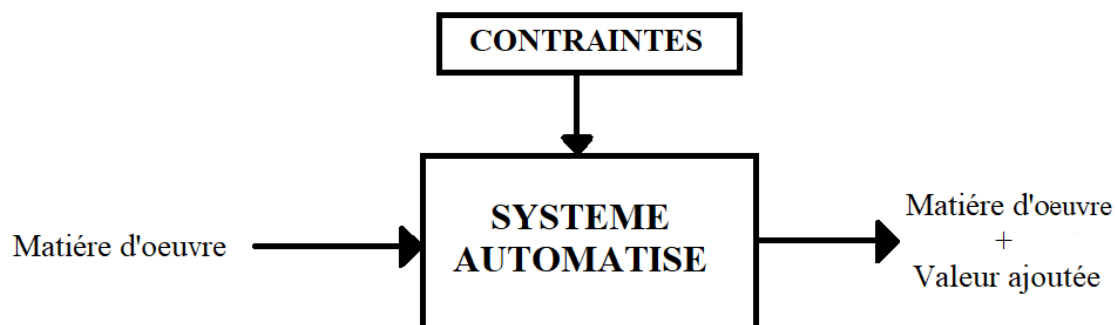 CONTRAINTES
Matiére d'oeuvre
SYSTEME
AUTOMATISE
Matiére d'oeuvre
+
Valeur ajoutée